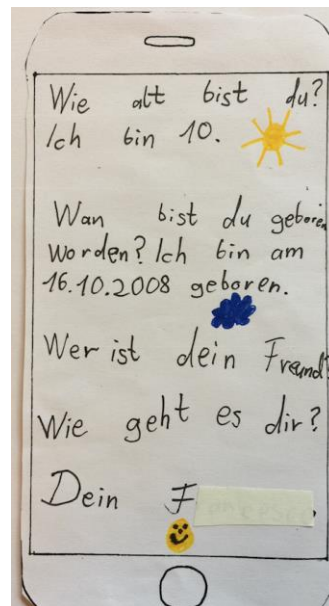 Wie alt bist du?
Ich bin 10.
Wan bist du geboren
worden? Ich bin am
16.10.2008 geboren.
Wer ist dein Freund?
Wie geht es dir?
Dein F